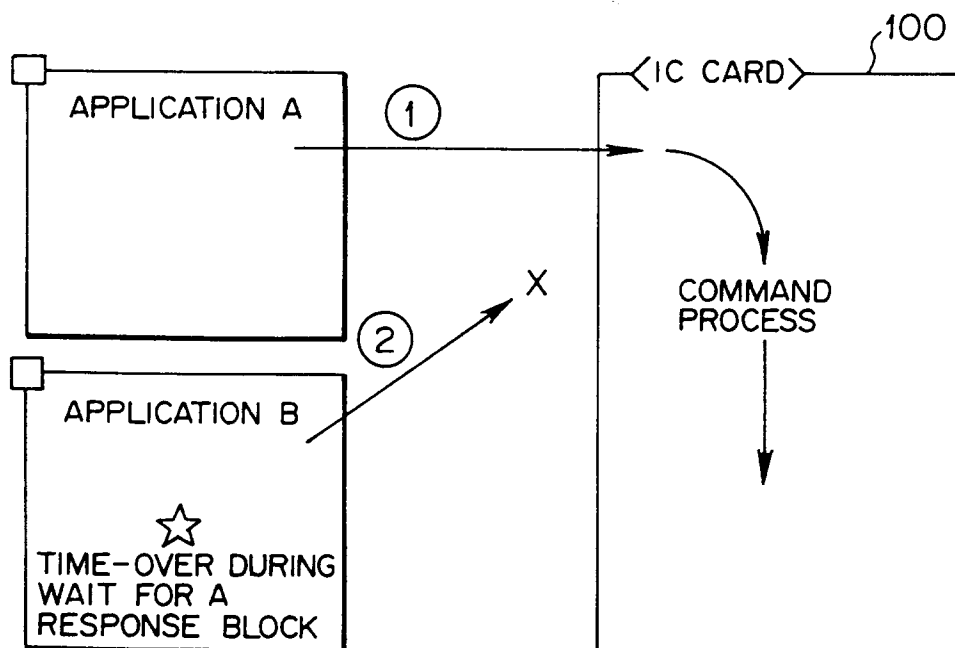 100
<IC CARD>
APPLICATION A
1
X
COMMAND
PROCESS
2
APPLICATION B
☆
TIME-OVER DURING
WAIT FOR A
RESPONSE BLOCK